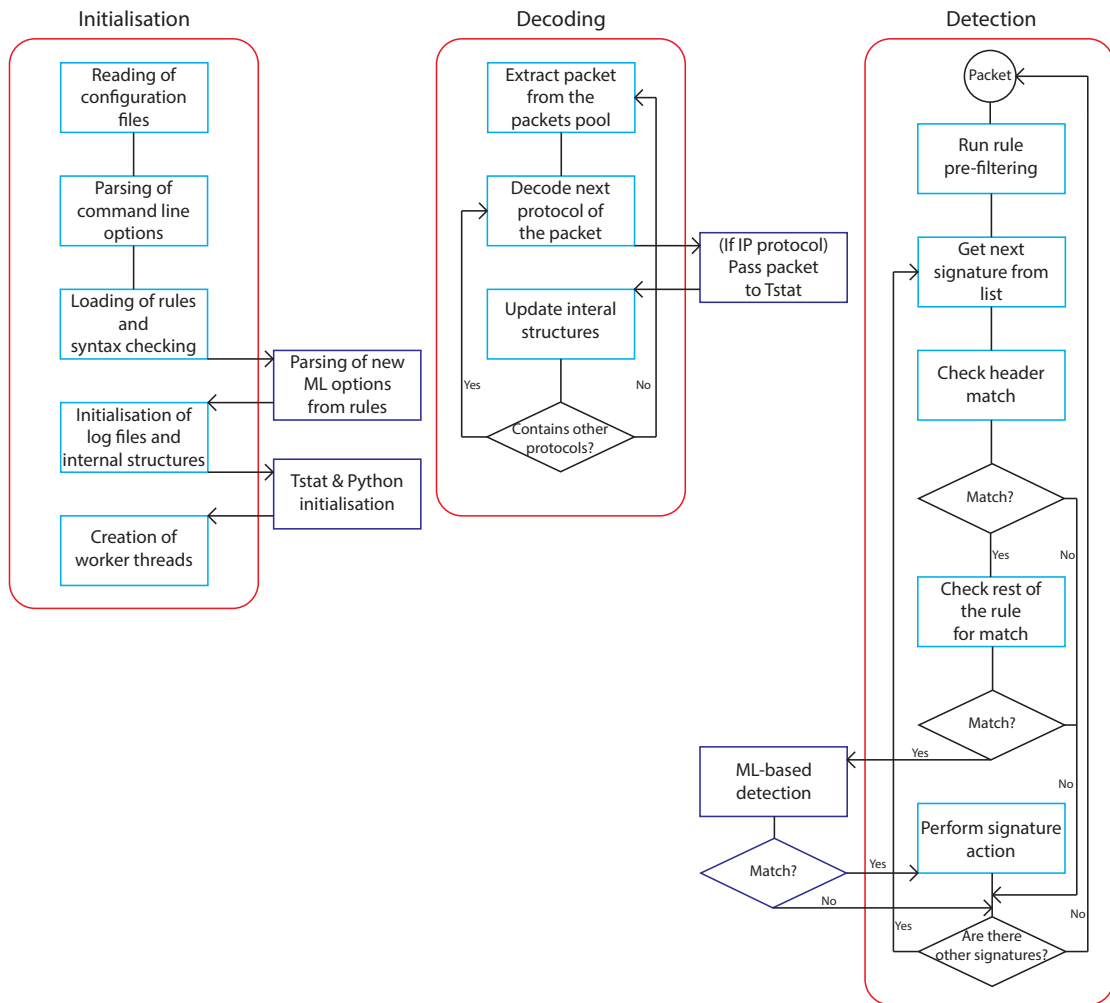 Initialisation
Reading of
configuration
files
Parsing of
command line
options
Loading of rules
and
syntax checking
Parsing of new
ML options
from rules
Initialisation of
log files and
internal structures
Tstat & Python
initialisation
Creation of
worker threads
Decoding
Extract packet
from the
packets pool
Decode next
protocol of
the packet
(If IP protocol)
Pass packet
to Tstat
Update interal
structures
Yes
No
Contains other
protocols?
Detection
Packet
Run rule
pre-filtering
Get next
signature from
list
Check header
match
Match?
Yes
No
Check rest of
the rule
for match
Match?
Yes
No
ML-based
detection
Match?
Yes
No
Perform signature
action
Yes
No
Are there
other signatures?